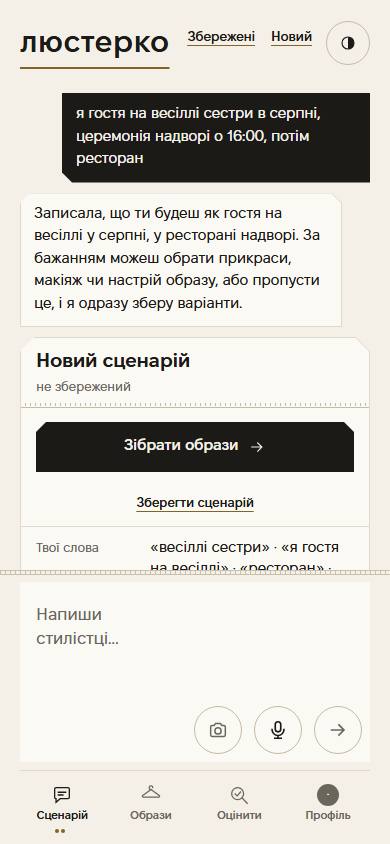 люстерко
Збережені
Новий
я гостя на весіллі сестри в серпні,
церемонія надворі о 16:00, потім
ресторан
Записала, що ти будеш як гостя на
весіллі у серпні, у ресторані надворі. За
бажанням можеш обрати прикраси,
макіяж чи настрій образу, або пропусти
це, і я одразу зберу варіанти.
Новий сценарій
не збережений
Зібрати образи →
Зберегти сценарій
Твої слова
«весіллі сестри» · «я гостя
на весіллі» · «ресторан» ·
Напиши
стилістці...
Сценарій
Образи
Оцінити
Профіль